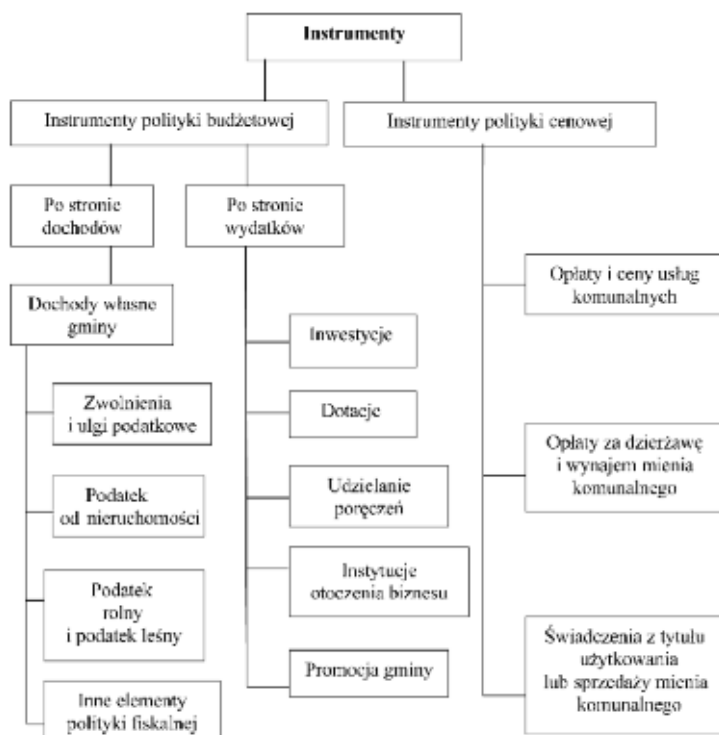 Instrumenty
Instrumenty polityki budżetowej
Instrumenty polityki cenowej
Po stronie
dochodów
Po stronie
wydatków
Dochody własne
gminy
Zwolnienia
i ulgi podatkowe
Podatek
od nieruchomości
Podatek
rolny
i podatek leśny
Inne elementy
polityki fiskalnej
Inwestycje
Dotacje
Udzielanie
poręczeń
Instytucje
otoczenia biznesu
Promocja gminy
Opłaty i ceny usług
komunalnych
Opłaty za dzierżawę
i wynajem mienia
komunalnego
Świadczenia z tytułu
użytkowania
lub sprzedaży mienia
komunalnego